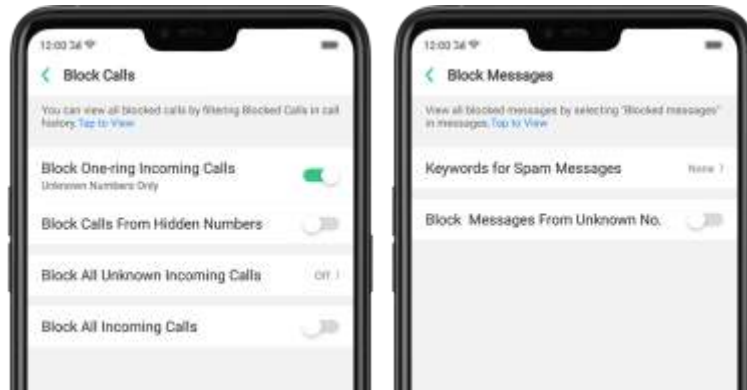 12:00
Block Calls
You can view all blocked calls by filtering Blocked Calls in call
history. Tap to View
Block One-ring Incoming Calls
Unknown Numbers Only
Block Calls From Hidden Numbers
Block All Unknown Incoming Calls
Off
Block All Incoming Calls
12:00
Block Messages
View all blocked messages by selecting "Blocked messages"
in messages. Tap to View
Keywords for Spam Messages
None
Block Messages From Unknown No.